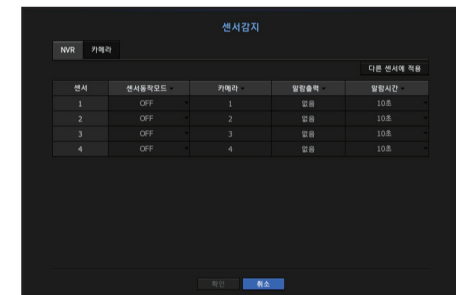 센서감지
NVR 카메라
다른 센서에 적용
센서 센서동작모드 카메라 알람출력 알람시간
1 OFF 1 없음 10초
2 OFF 2 없음 10초
3 OFF 3 없음 10초
4 OFF 4 없음 10초
확인 취소